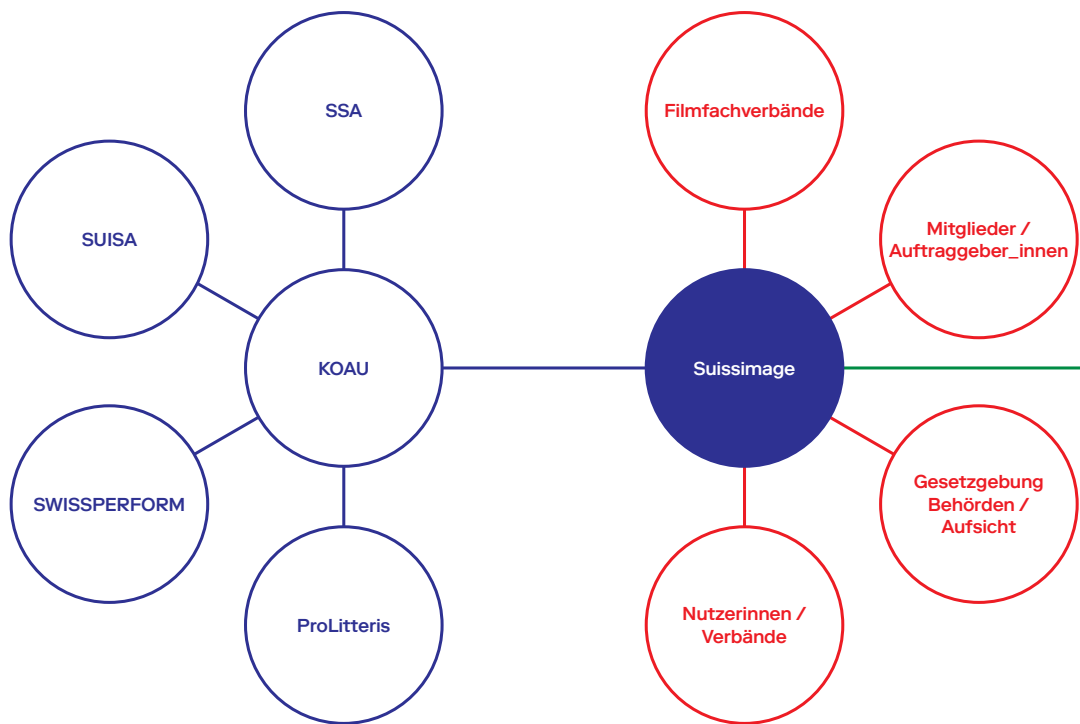 SSA
Filmfachverbände
SUISA
Mitglieder /
Auftraggeber_innen
KOAU
Suissimage
SWISSPERFORM
Gesetzgebung
Behörden /
Aufsicht
ProLitteris
Nutzerinnen /
Verbände